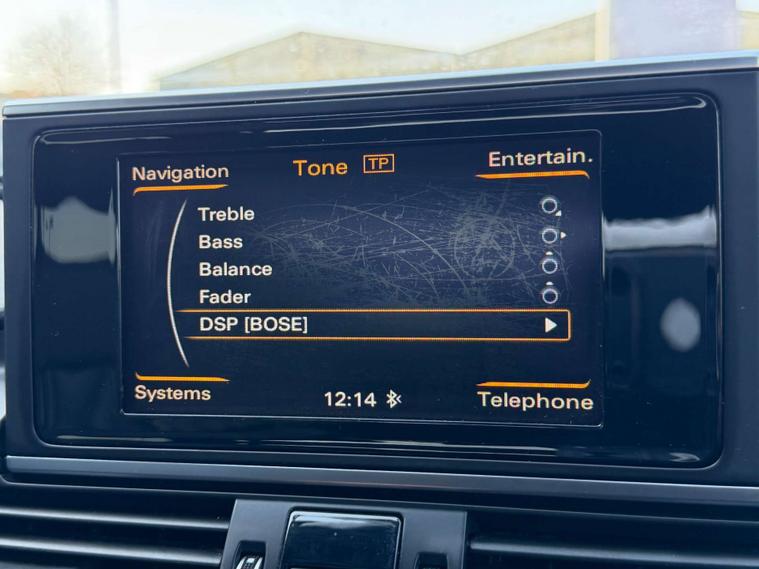 Navigation
Tone TP
Entertain.
Treble
Bass
Balance
Fader
DSP [BOSE]
Systems
12:14
Telephone